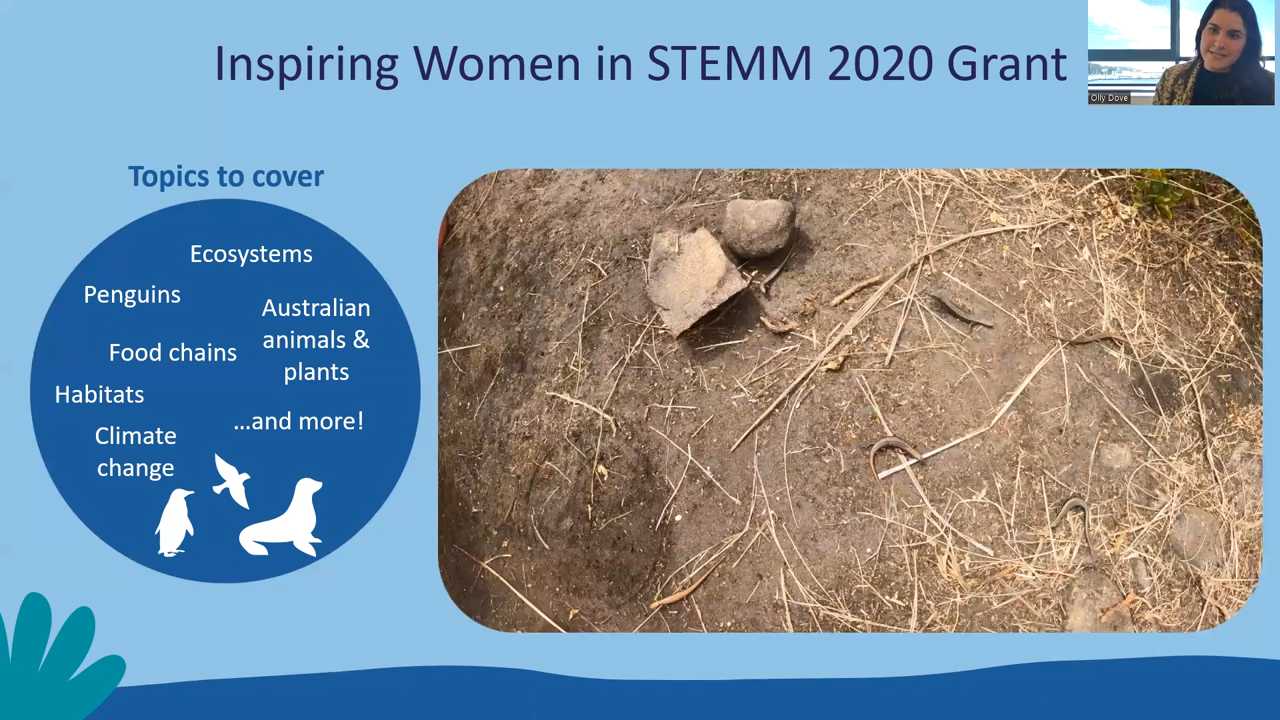 Inspiring Women in STEMM 2020 Grant
Olly Dove
Topics to cover
Ecosystems
Penguins
Australian
animals &
plants
Food chains
Habitats
...and more!
Climate
change